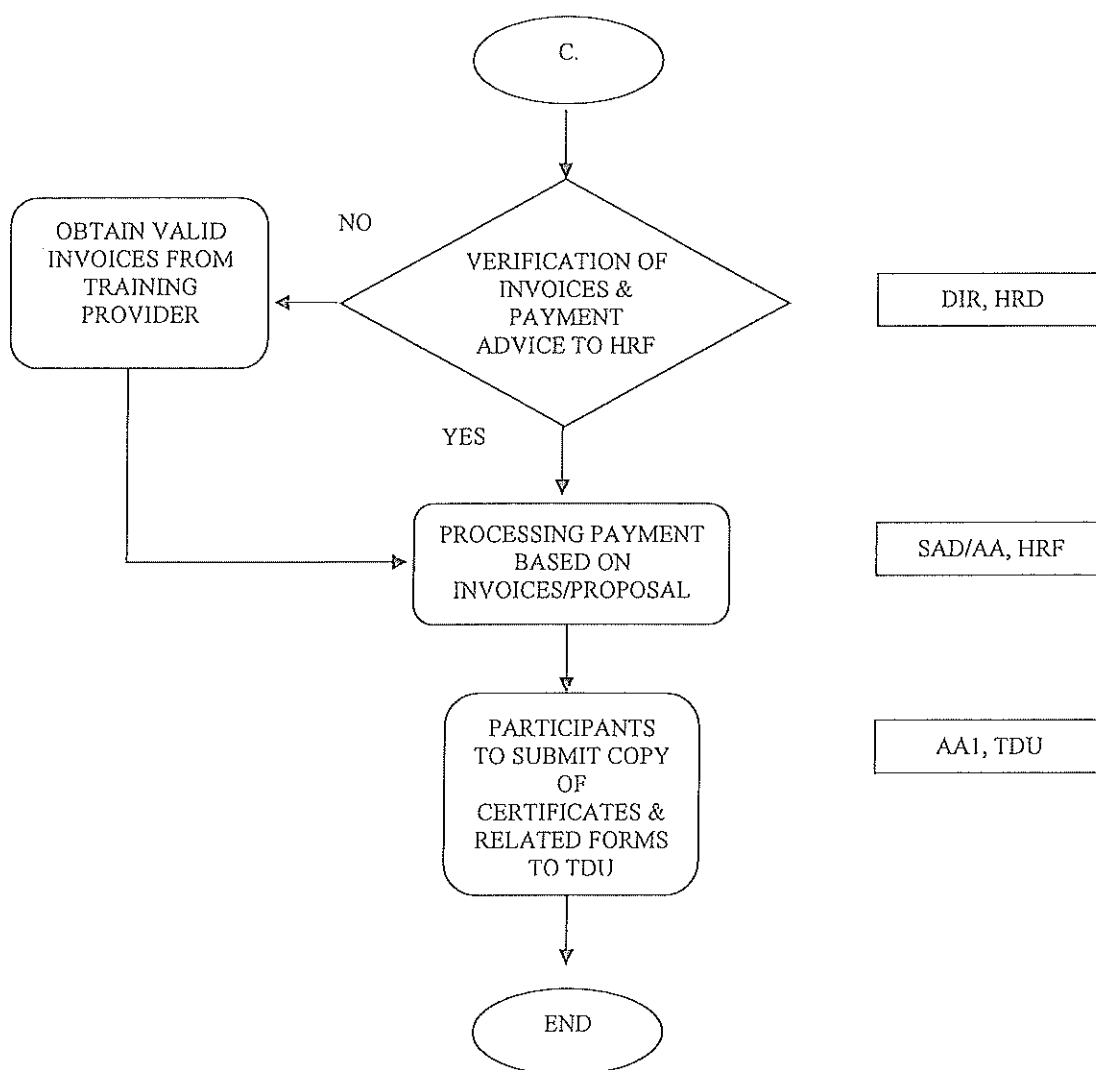 C.
NO
OBTAIN VALID
INVOICES FROM
TRAINING
PROVIDER
VERIFICATION OF
INVOICES &
PAYMENT
ADVICE TO HRF
DIR, HRD
YES
PROCESSING PAYMENT
BASED ON
INVOICES/PROPOSAL
SAD/AA, HRF
PARTICIPANTS
TO SUBMIT COPY
OF
CERTIFICATES &
RELATED FORMS
TO TDU
AA1, TDU
END